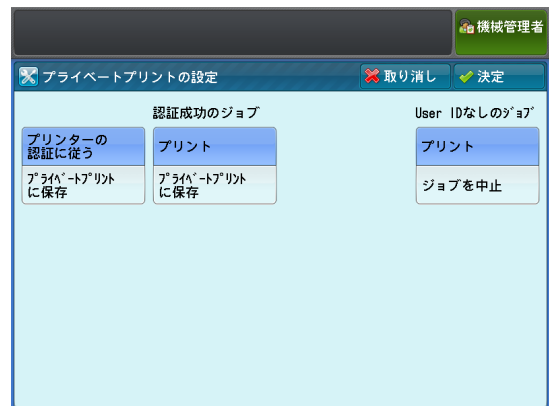 機械管理者
プライベートプリントの設定
取り消し
決定
認証成功のジョブ
User IDなしのｼﾞｮﾌﾞ
プリンターの
認証に従う
プリント
プリント
ﾌﾟﾗｲﾍﾞｰﾄﾌﾟﾘﾝﾄ
に保存
ﾌﾟﾗｲﾍﾞｰﾄﾌﾟﾘﾝﾄ
に保存
ジョブを中止